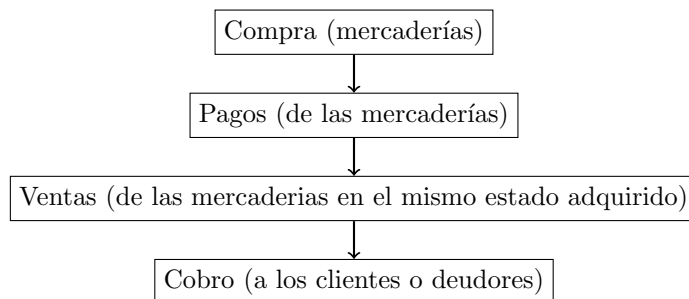 Compra (mercaderías)
Pagos (de las mercaderías)
Ventas (de las mercaderias en el mismo estado adquirido)
Cobro (a los clientes o deudores)